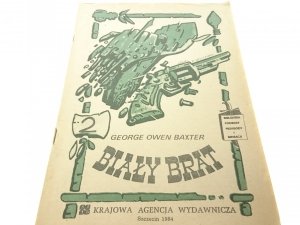 2
GEORGE OWEN BAXTER
BIAŁY BRAT
KRAJOWA AGENCJA WYDAWNICZA
Szczecin 1984